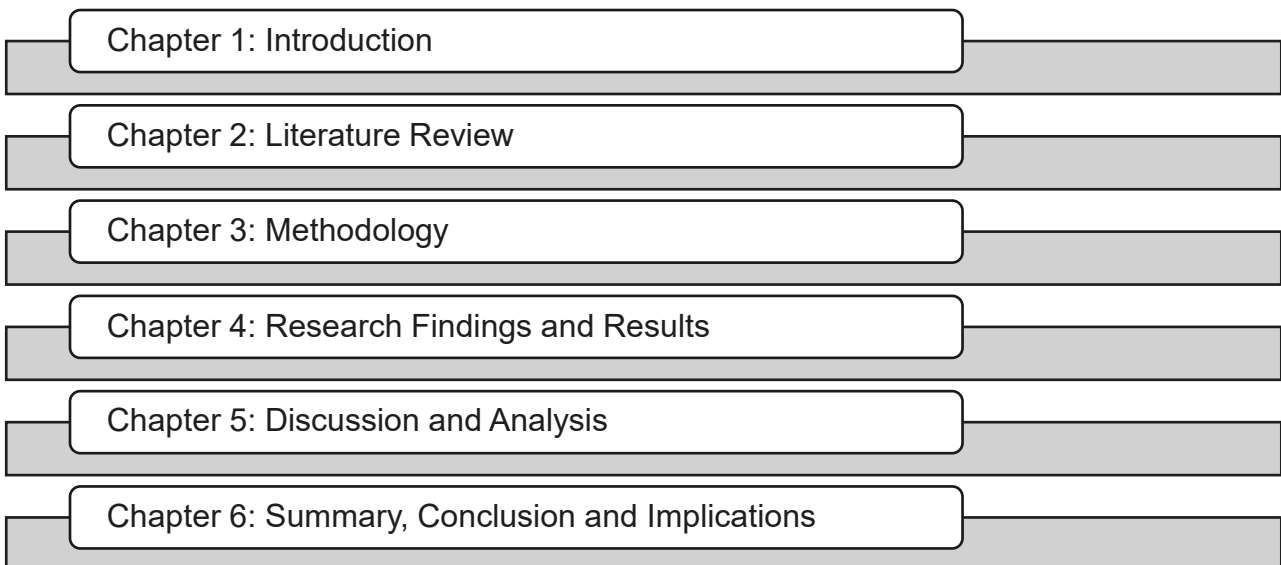 Chapter 1: Introduction
Chapter 2: Literature Review
Chapter 3: Methodology
Chapter 4: Research Findings and Results
Chapter 5: Discussion and Analysis
Chapter 6: Summary, Conclusion and Implications